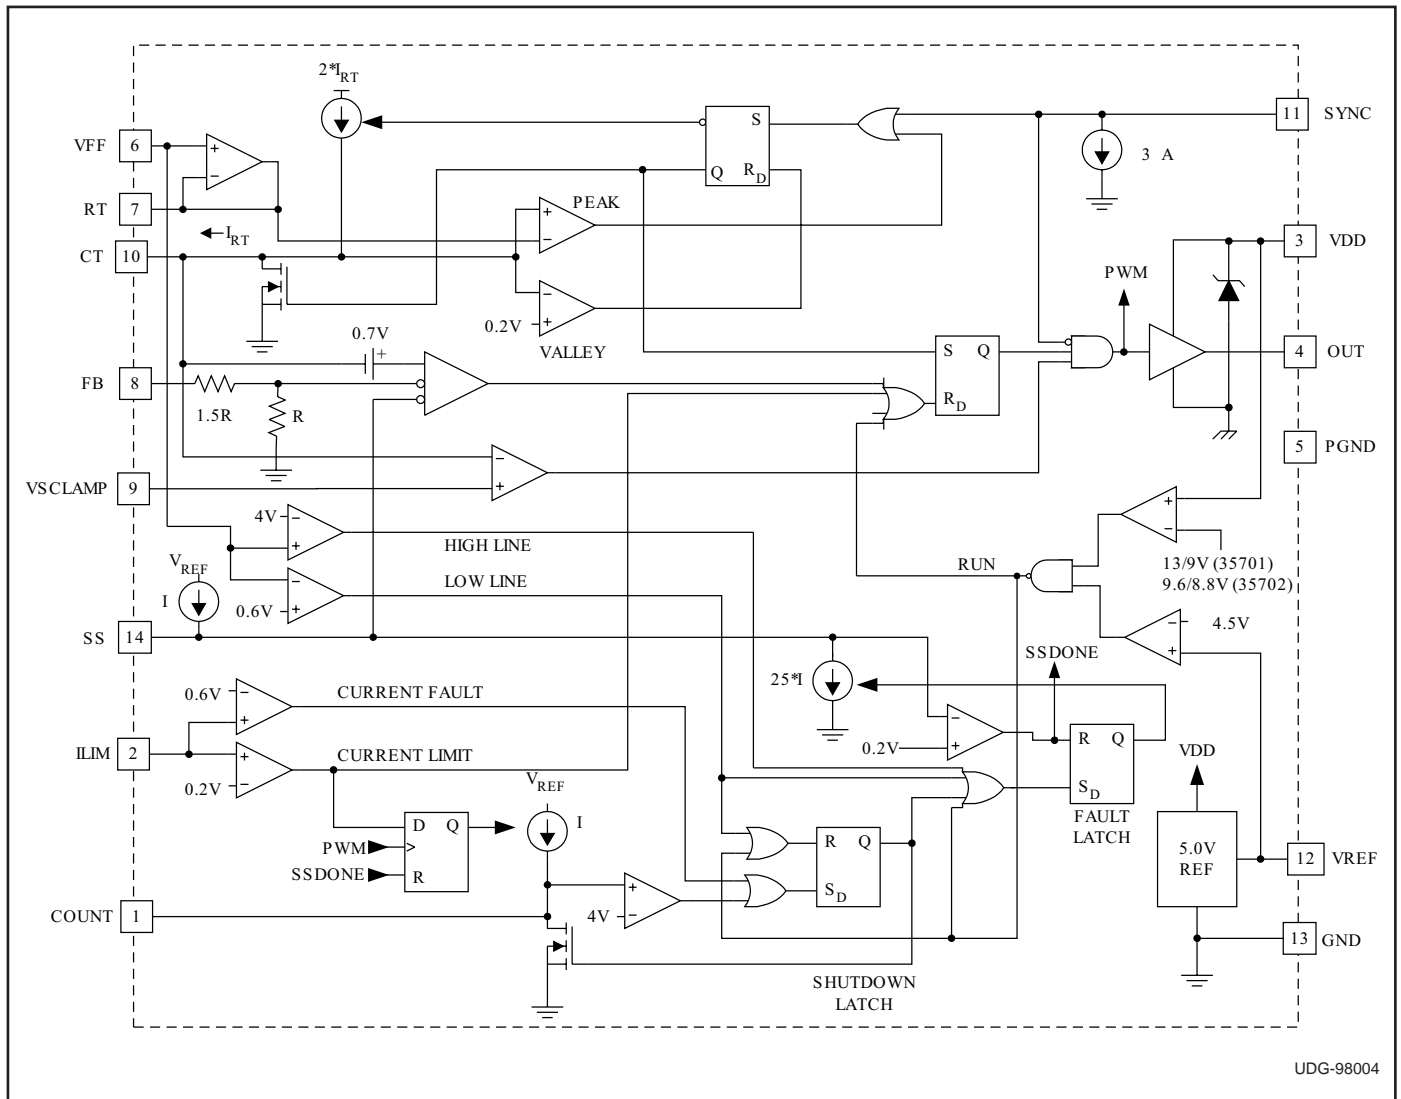 2*I_RT
VFF
6
RT
7
I_RT
CT
10
S
Q
R_D
11
SYNC
3 A
PEAK
+
−
3
VDD
PWM
0.2V
VALLEY
0.7V
+
FB
8
1.5R
R
S
Q
R_D
4
OUT
5
PGND
VSCLAMP
9
4V
HIGH LINE
LOW LINE
0.6V
V_REF
I
RUN
13/9V (35701)
9.6/8.8V (35702)
4.5V
SS
14
25*I
SSDONE
0.6V
CURRENT FAULT
ILIM
2
0.2V
CURRENT LIMIT
0.2V
R
Q
S_D
FAULT
LATCH
VDD
V_REF
I
D
Q
PWM
>
SSDONE
R
R
Q
S_D
5.0V
REF
12
VREF
COUNT
1
4V
13
GND
SHUTDOWN
LATCH
UDG-98004